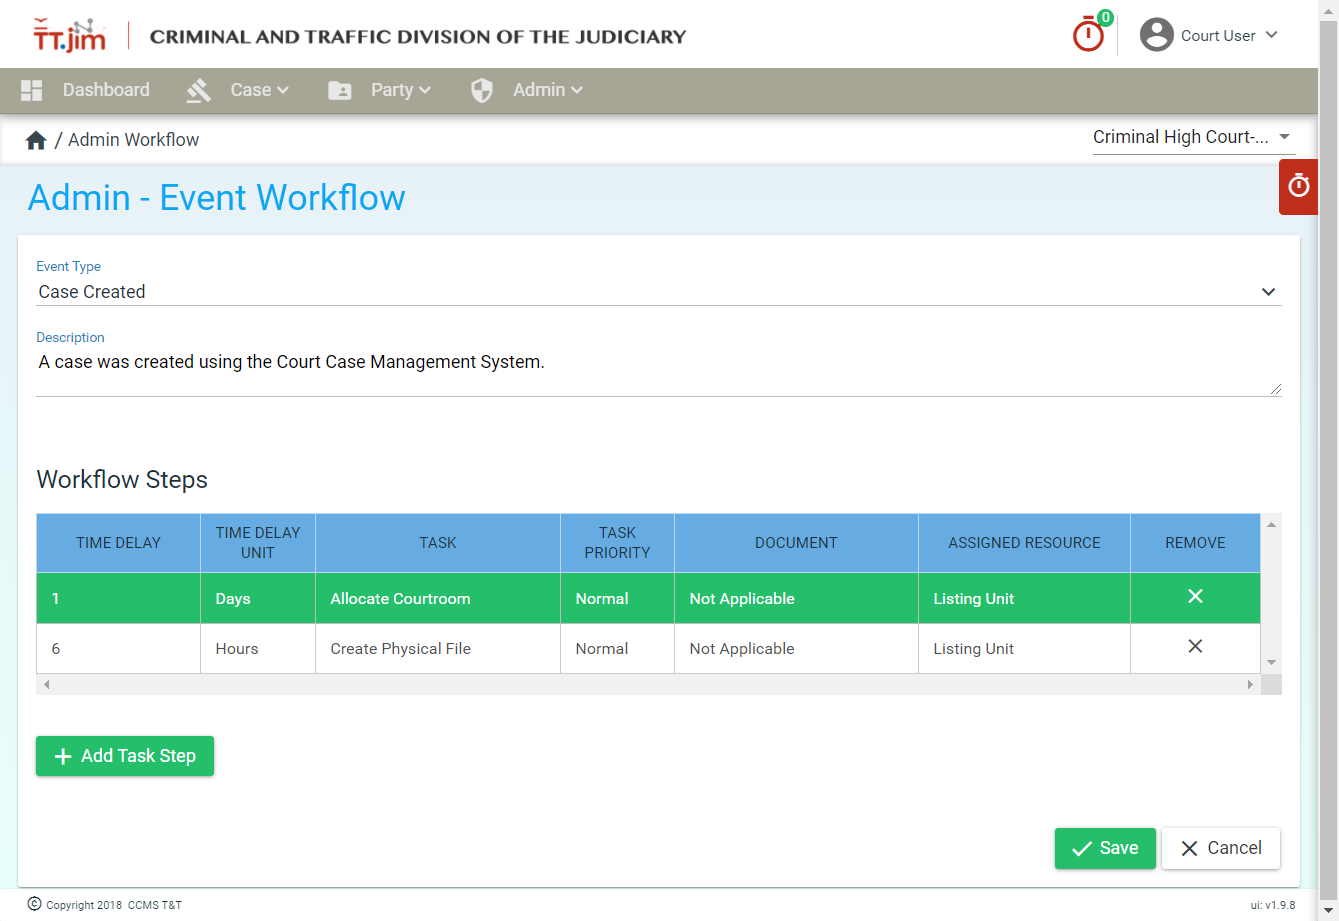 TT.jim
CRIMINAL AND TRAFFIC DIVISION OF THE JUDICIARY
0
Court User
Dashboard
Case
Party
Admin
/ Admin Workflow
Criminal High Court-...
Admin - Event Workflow
Event Type
Case Created
Description
A case was created using the Court Case Management System.
Workflow Steps
TIME DELAY
TIME DELAY
UNIT
TASK
TASK
PRIORITY
DOCUMENT
ASSIGNED RESOURCE
REMOVE
1 Days Allocate Courtroom Normal Not Applicable Listing Unit
6 Hours Create Physical File Normal Not Applicable Listing Unit
Add Task Step
Save
Cancel
© Copyright 2018 CCMS T&T
ui: v1.9.8